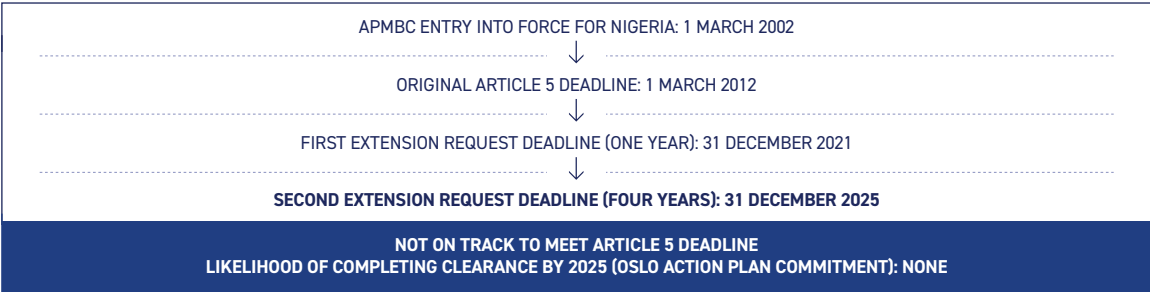 APMBC ENTRY INTO FORCE FOR NIGERIA: 1 MARCH 2002
ORIGINAL ARTICLE 5 DEADLINE: 1 MARCH 2012
FIRST EXTENSION REQUEST DEADLINE (ONE YEAR): 31 DECEMBER 2021
SECOND EXTENSION REQUEST DEADLINE (FOUR YEARS): 31 DECEMBER 2025
NOT ON TRACK TO MEET ARTICLE 5 DEADLINE
LIKELIHOOD OF COMPLETING CLEARANCE BY 2025 (OSLO ACTION PLAN COMMITMENT): NONE